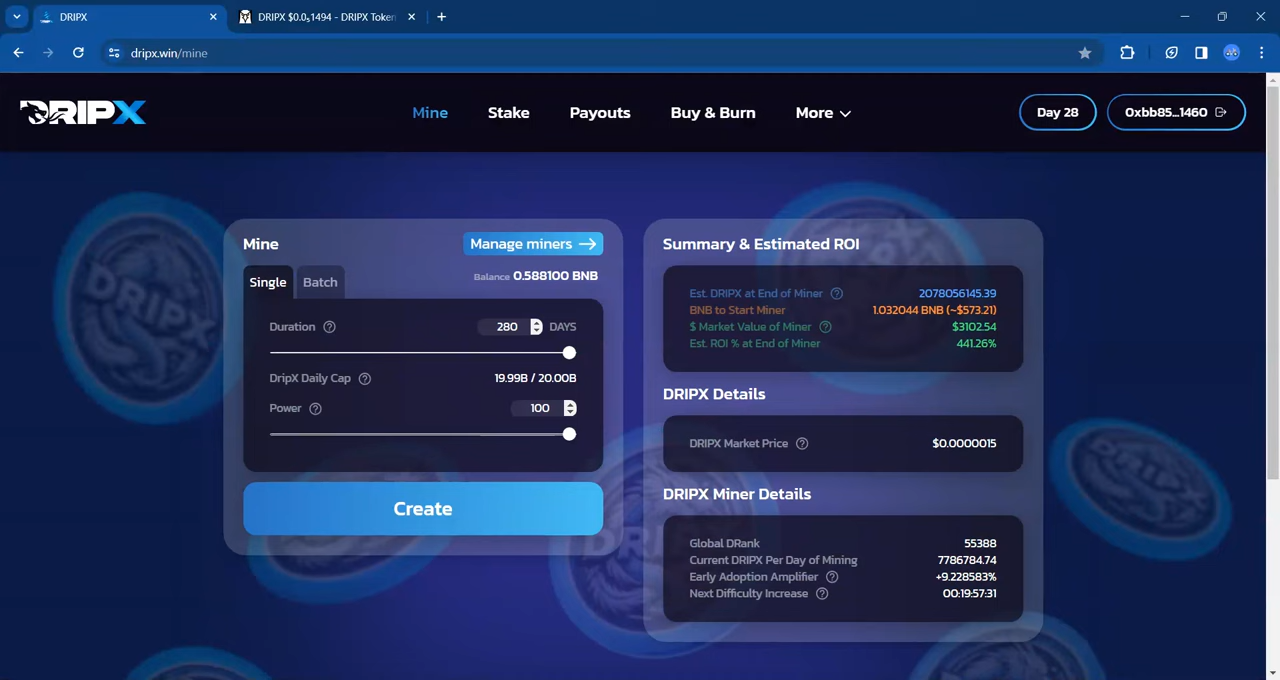 DRIPX
DRIPX $0.0₅1494 - DRIPX Token
dripx.win/mine
DRIPX
Mine
Stake
Payouts
Buy & Burn
More
Day 28
0xbb85...1460
Mine
Manage miners →
Balance 0.588100 BNB
Single
Batch
Duration ?
280 DAYS
DripX Daily Cap ?
19.99B / 20.00B
Power ?
100
Create
Summary & Estimated ROI
Est. DRIPX at End of Miner ? 2078056145.39
BNB to Start Miner 1.032044 BNB (~$573.21)
$ Market Value of Miner ? $3102.54
Est. ROI % at End of Miner 441.26%
DRIPX Details
DRIPX Market Price ? $0.0000015
DRIPX Miner Details
Global DRank 55388
Current DRIPX Per Day of Mining 7786784.74
Early Adoption Amplifier ? +9.228583%
Next Difficulty Increase ? 00:19:57:31
DRIPX
DRIPX